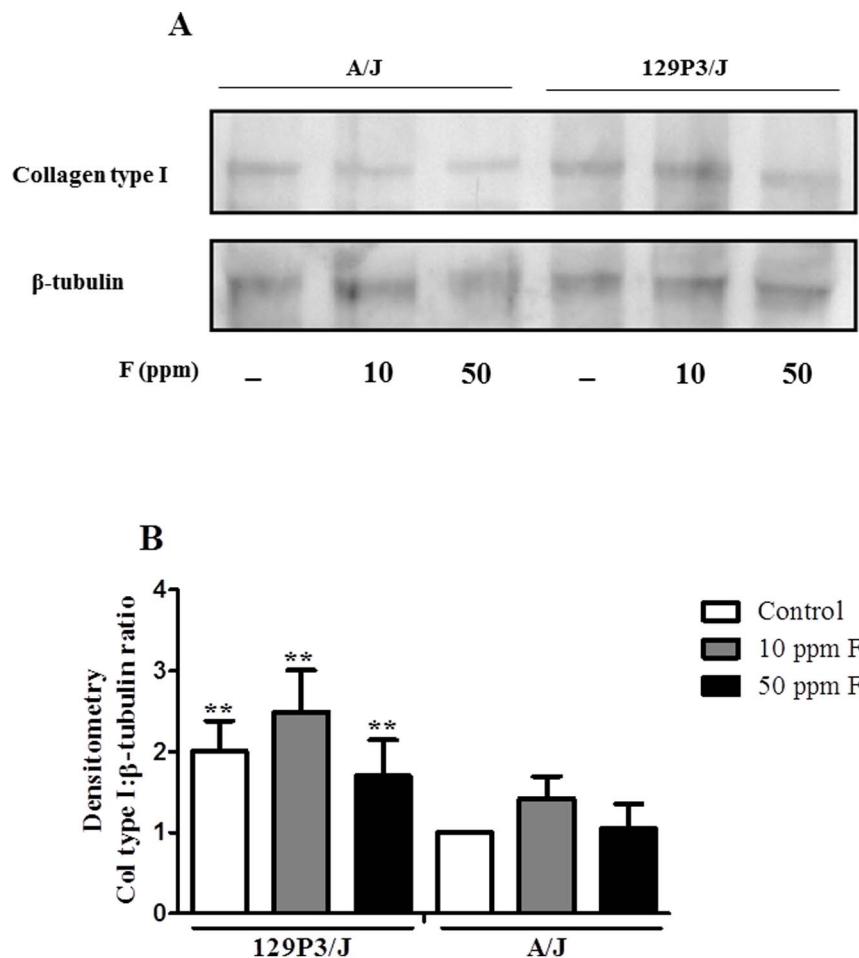 A
A/J 129P3/J
Collagen type I
β-tubulin
F (ppm) – 10 50 – 10 50
B
Densitometry
Col type I:β-tubulin ratio
4
3
2
1
0
**
**
**
Control
10 ppm F
50 ppm F
129P3/J A/J